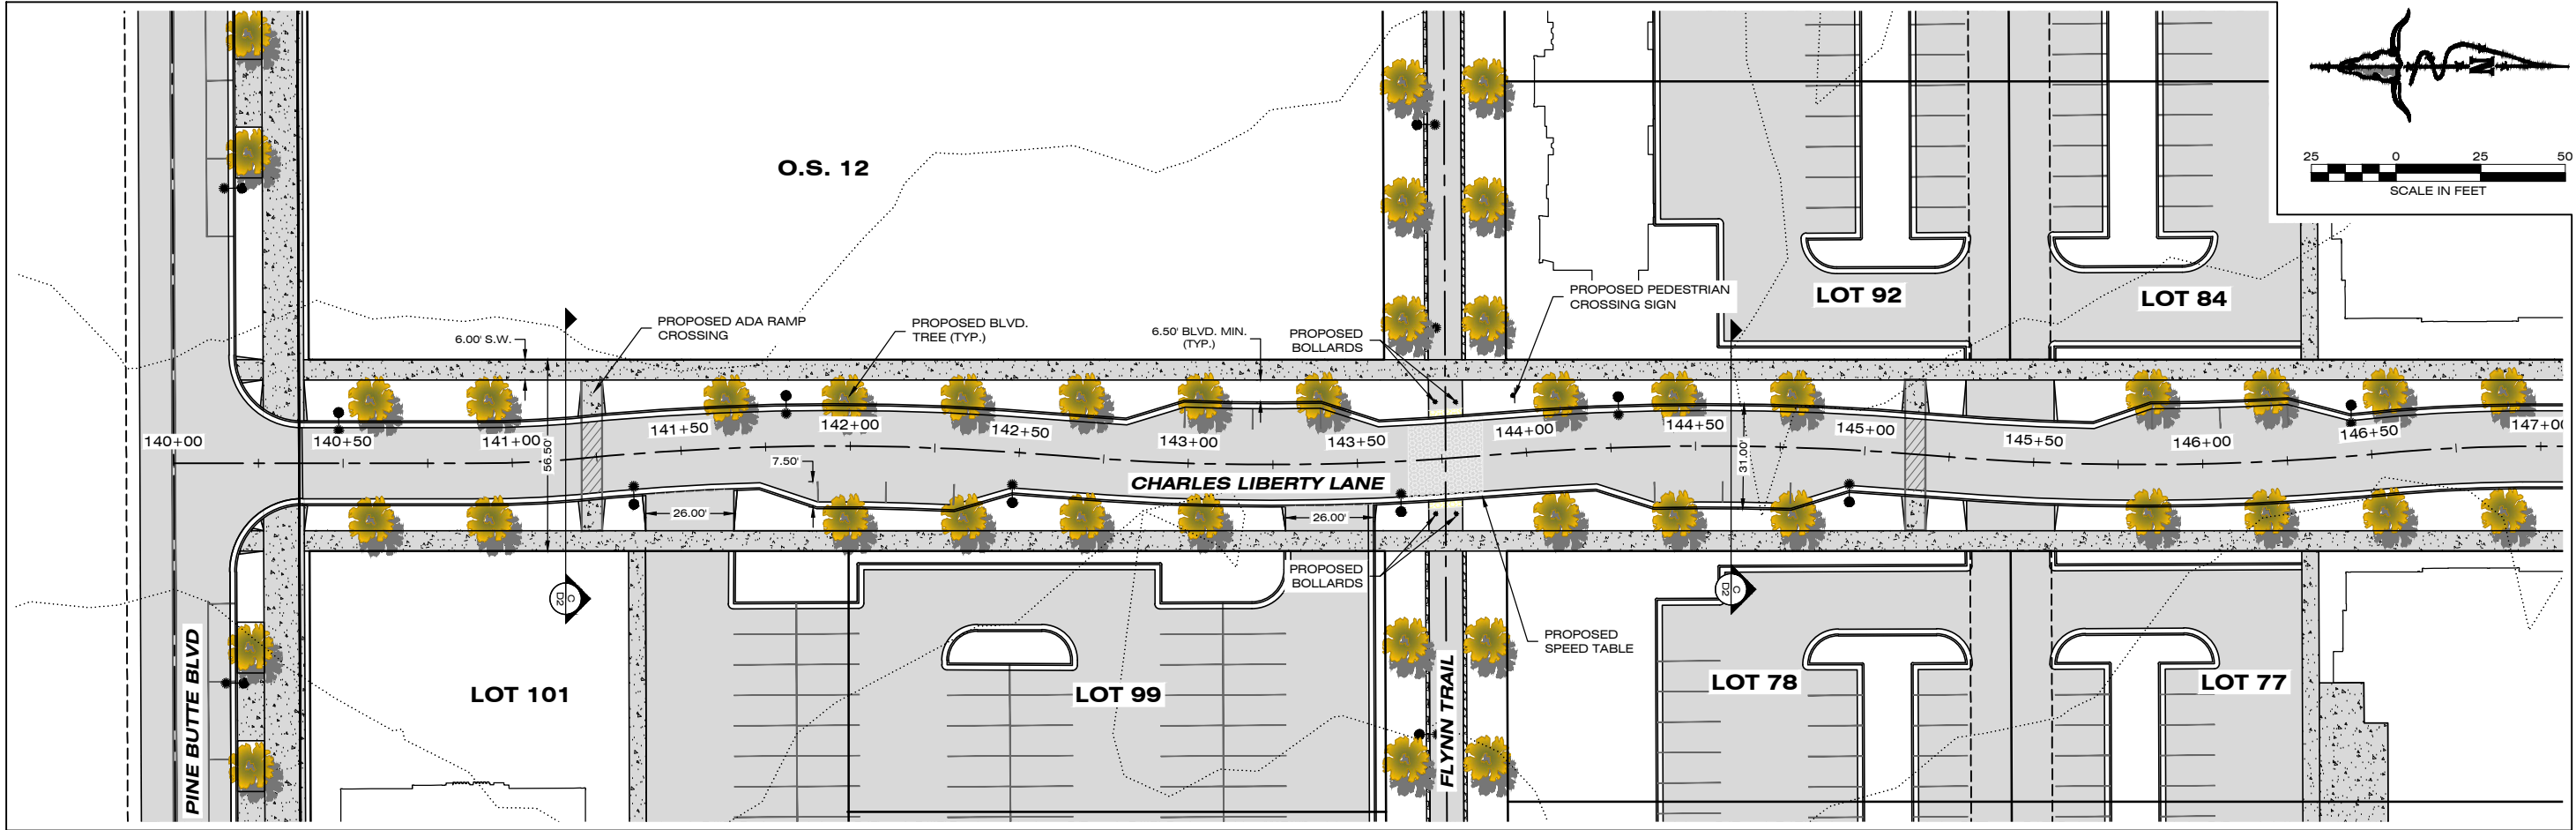 N
25 0 25 50
SCALE IN FEET
O.S. 12
LOT 92
LOT 84
PROPOSED PEDESTRIAN
CROSSING SIGN
PROPOSED ADA RAMP
CROSSING
PROPOSED BLVD.
TREE (TYP.)
6.50' BLVD. MIN.
(TYP.)
PROPOSED
BOLLARDS
6.00' S.W.
140+00
140+50
141+00
141+50
142+00
142+50
143+00
143+50
144+00
144+50
145+00
145+50
146+00
146+50
147+0
56.50'
7.50'
31.00'
CHARLES LIBERTY LANE
26.00'
26.00'
PROPOSED
BOLLARDS
C
D2
C
D2
PROPOSED
SPEED TABLE
PINE BUTTE BLVD
LOT 101
LOT 99
FLYNN TRAIL
LOT 78
LOT 77